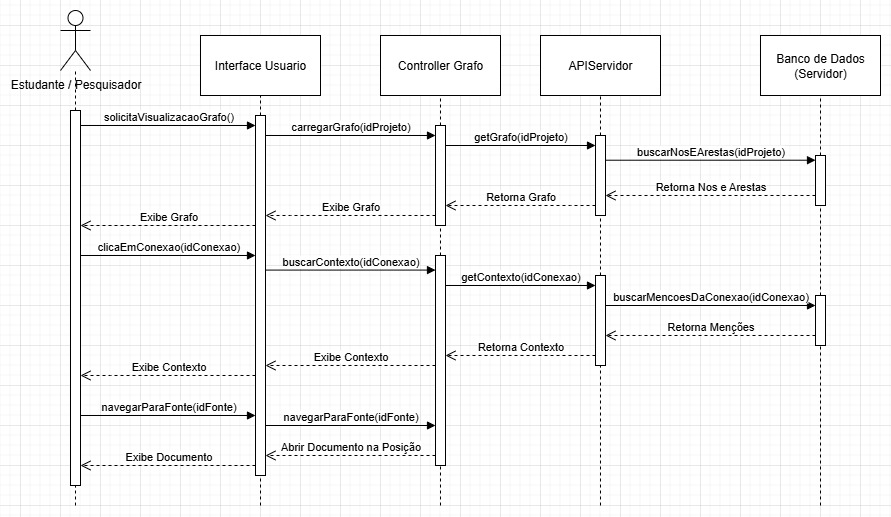 Estudante / Pesquisador
Interface Usuario
Controller Grafo
APIServidor
Banco de Dados
(Servidor)
solicitaVisualizacaoGrafo()
carregarGrafo(idProjeto)
getGrafo(idProjeto)
buscarNosEArestas(idProjeto)
Retorna Nos e Arestas
Retorna Grafo
Exibe Grafo
Exibe Grafo
clicaEmConexao(idConexao)
buscarContexto(idConexao)
getContexto(idConexao)
buscarMencoesDaConexao(idConexao)
Retorna Menções
Retorna Contexto
Exibe Contexto
Exibe Contexto
navegarParaFonte(idFonte)
navegarParaFonte(idFonte)
Abrir Documento na Posição
Exibe Documento